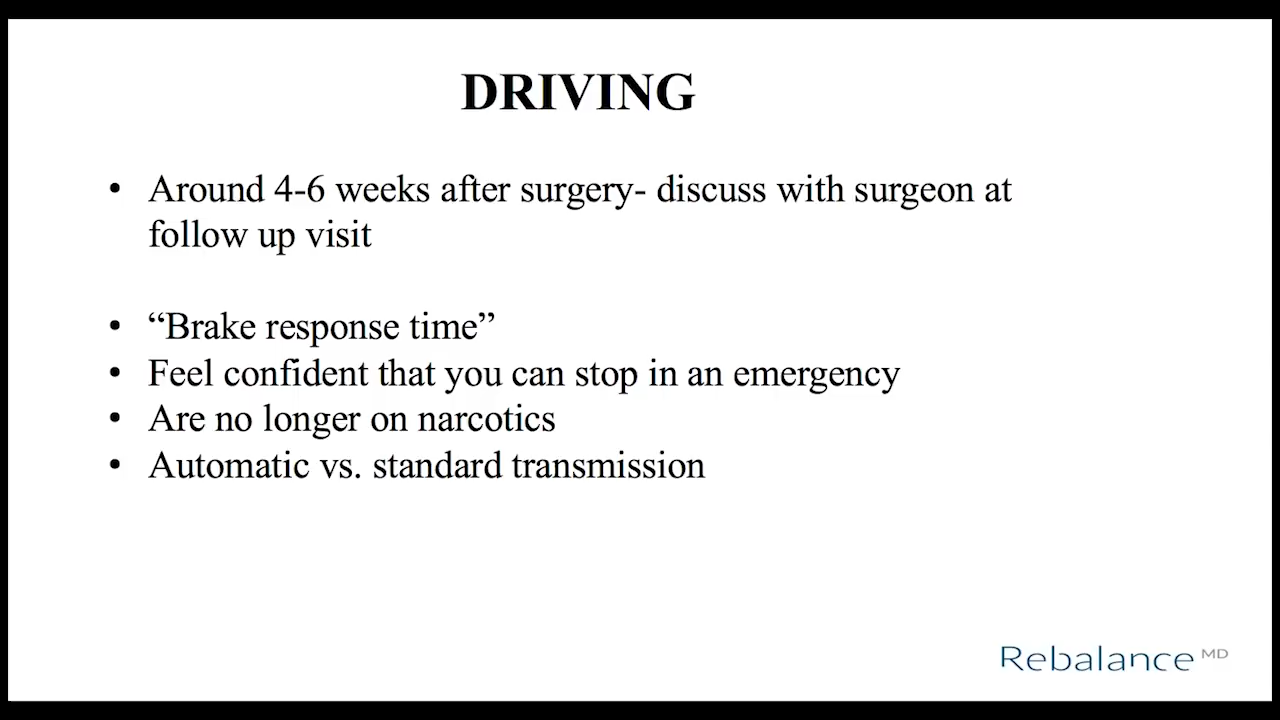 DRIVING
• Around 4-6 weeks after surgery- discuss with surgeon at
follow up visit
• “Brake response time”
• Feel confident that you can stop in an emergency
• Are no longer on narcotics
• Automatic vs. standard transmission
Rebalance MD